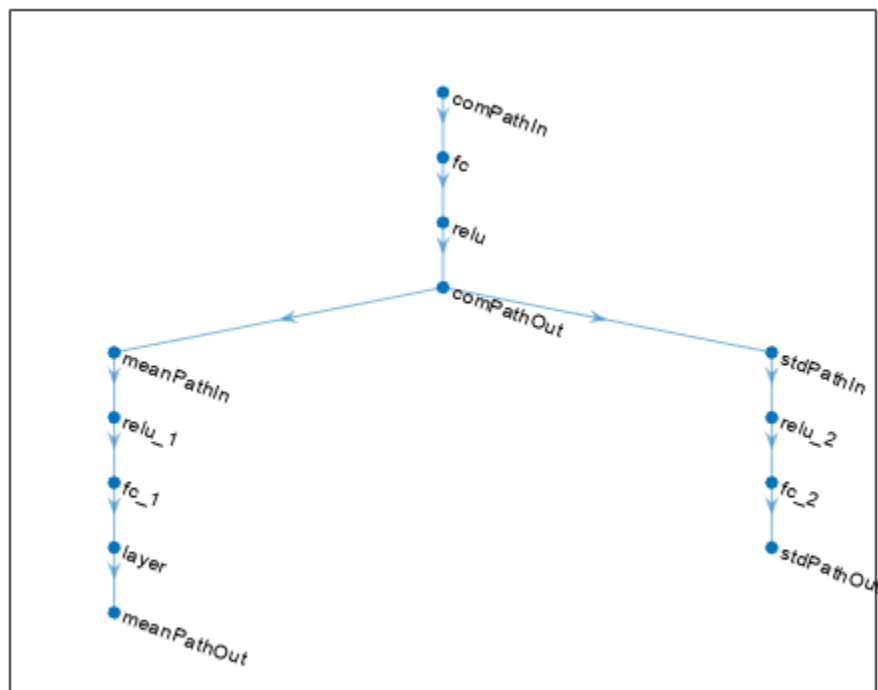 comPathIn
fc
relu
comPathOut
meanPathIn
relu_1
fc_1
layer
meanPathOut
stdPathIn
relu_2
fc_2
stdPathOut